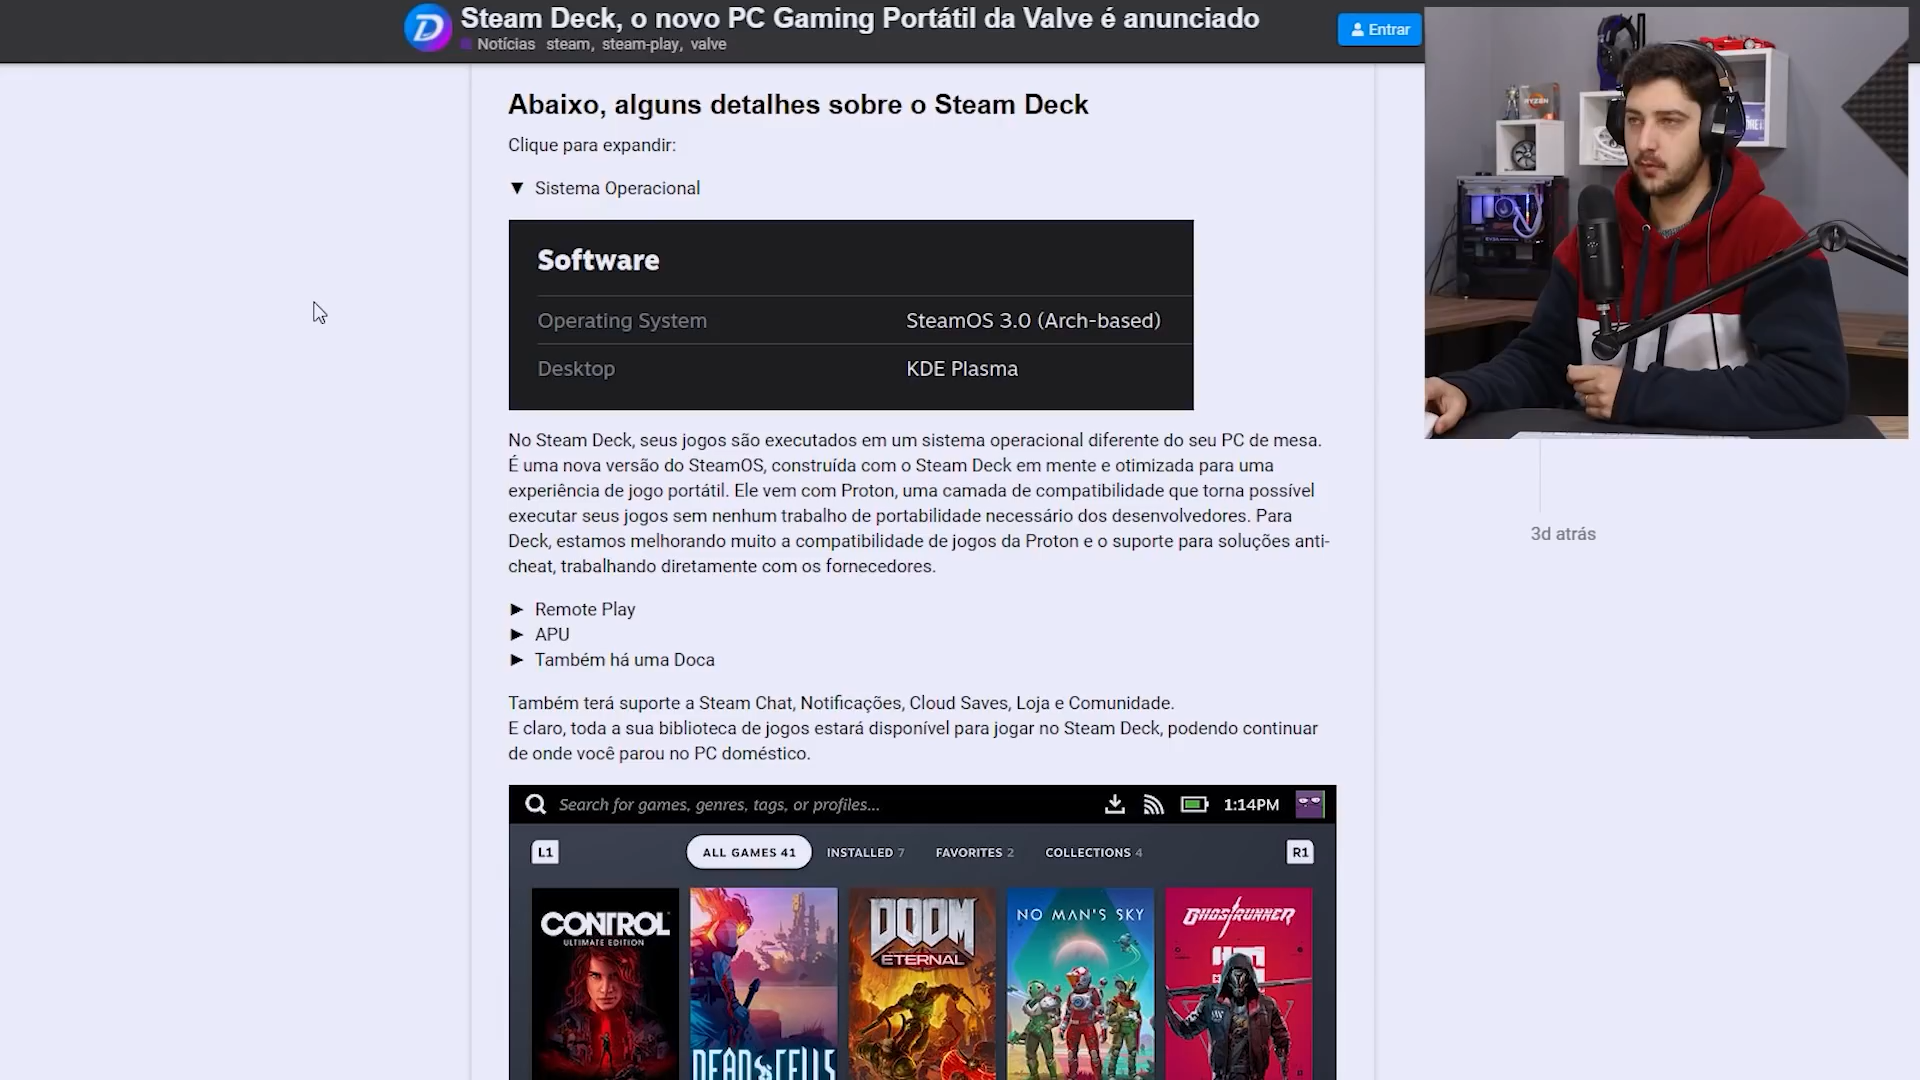 Steam Deck, o novo PC Gaming Portátil da Valve é anunciado
Notícias steam, steam-play, valve
Entrar
Abaixo, alguns detalhes sobre o Steam Deck
Clique para expandir:
▼ Sistema Operacional
Software
Operating System SteamOS 3.0 (Arch-based)
Desktop KDE Plasma
No Steam Deck, seus jogos são executados em um sistema operacional diferente do seu PC de mesa.
É uma nova versão do SteamOS, construída com o Steam Deck em mente e otimizada para uma
experiência de jogo portátil. Ele vem com Proton, uma camada de compatibilidade que torna possível
executar seus jogos sem nenhum trabalho de portabilidade necessário dos desenvolvedores. Para
Deck, estamos melhorando muito a compatibilidade de jogos da Proton e o suporte para soluções anti-
cheat, trabalhando diretamente com os fornecedores.
► Remote Play
► APU
► Também há uma Doca
Também terá suporte a Steam Chat, Notificações, Cloud Saves, Loja e Comunidade.
E claro, toda a sua biblioteca de jogos estará disponível para jogar no Steam Deck, podendo continuar
de onde você parou no PC doméstico.
Search for games, genres, tags, or profiles... 1:14PM
L1 ALL GAMES 41 INSTALLED 7 FAVORITES 2 COLLECTIONS 4 R1
CONTROL
ULTIMATE EDITION
DEAD CELLS
DOOM
ETERNAL
NO MAN'S SKY
GHOSTRUNNER
3d atrás
RYZEN